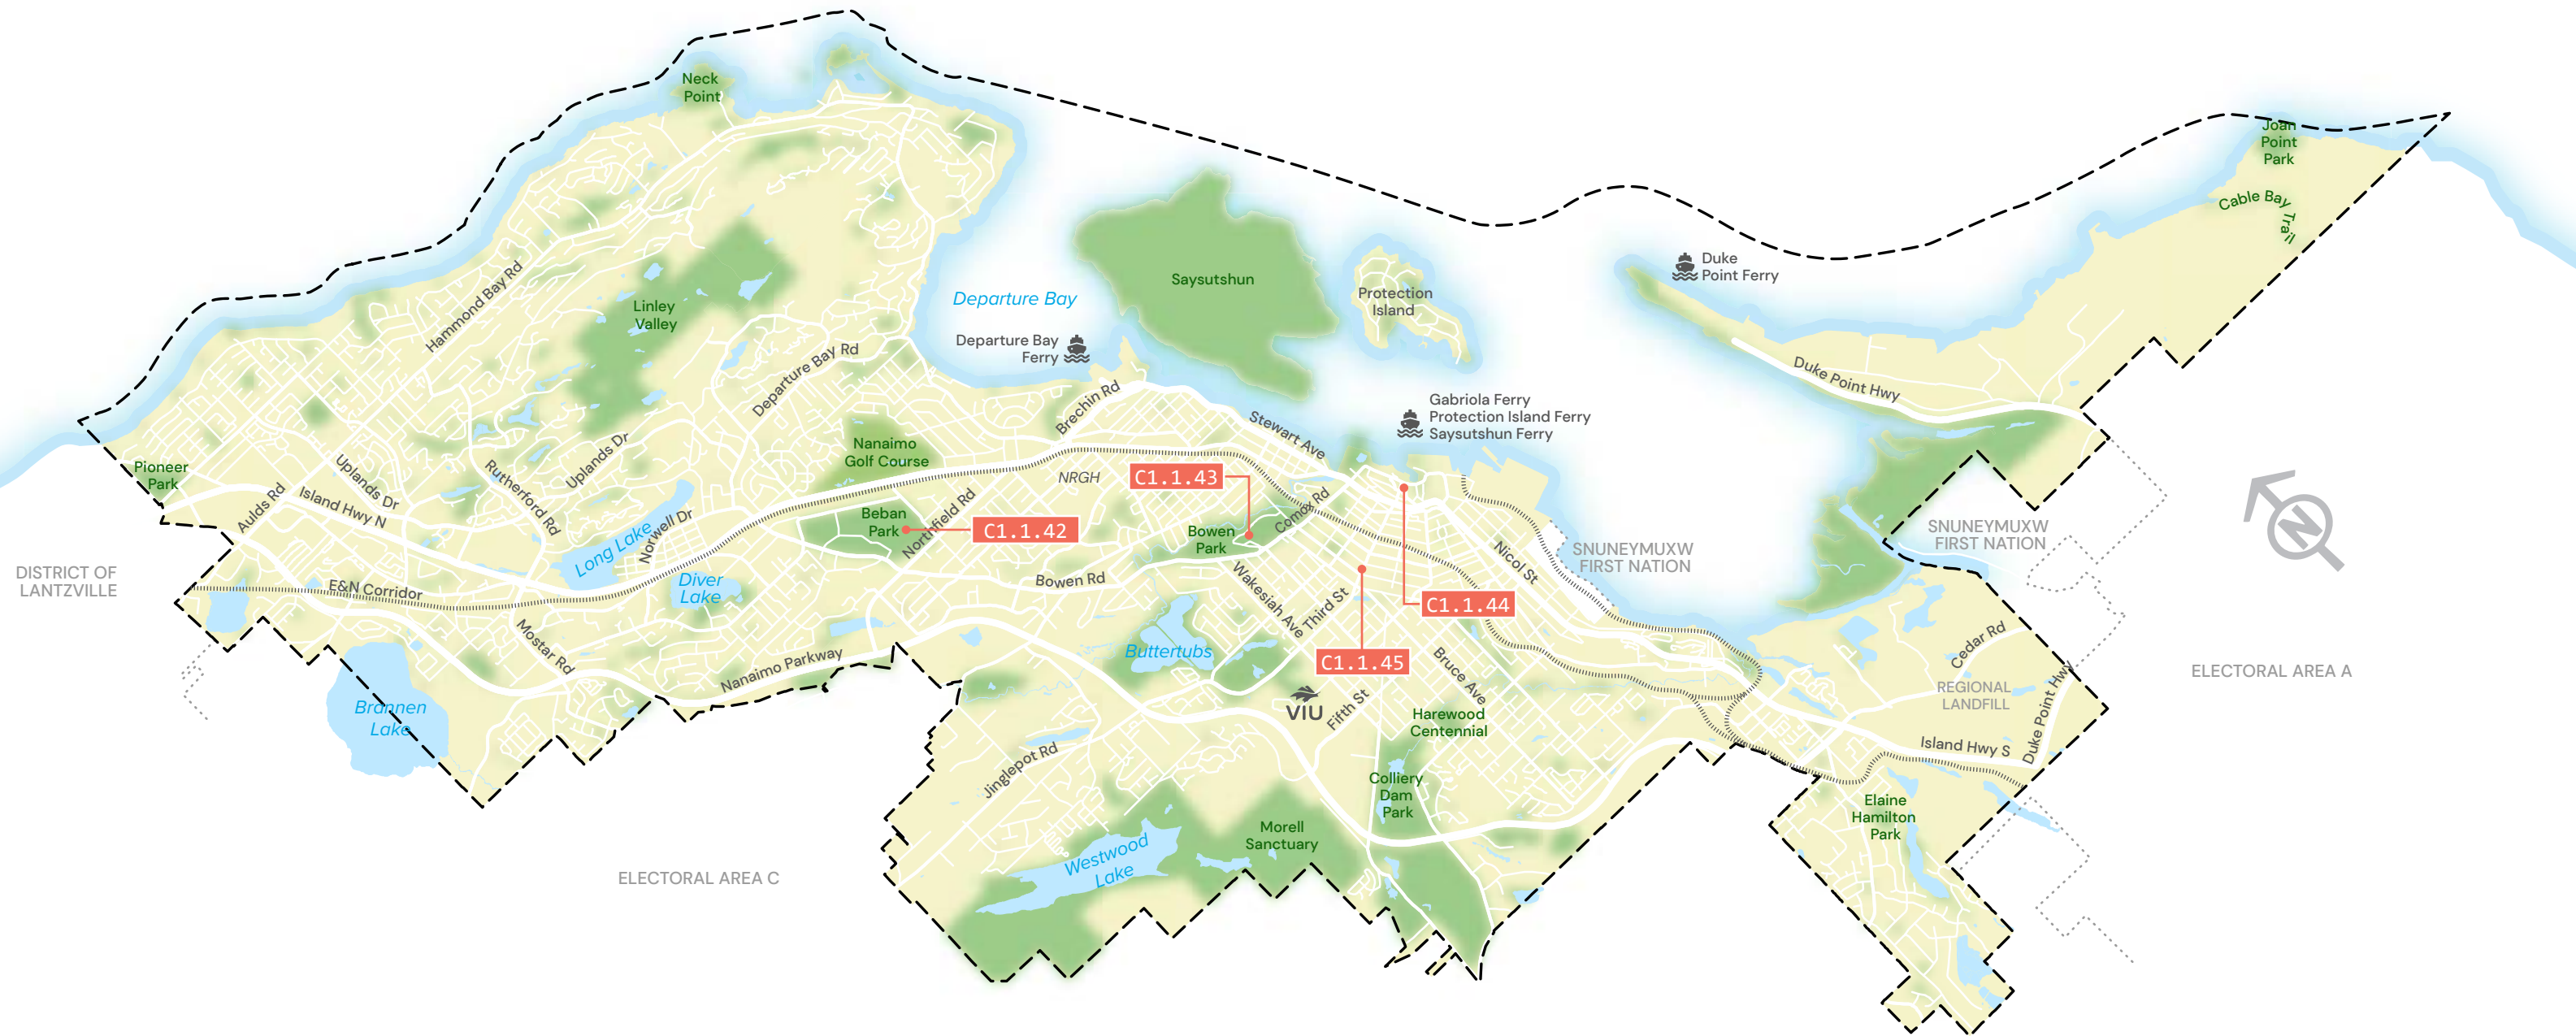 Neck
Point
Joan
Point
Park
Cable Bay Trail
Hammond Bay Rd
Linley
Valley
Departure Bay
Saysutshun
Protection
Island
Duke
Point Ferry
Departure Bay
Ferry
Departure Bay Rd
Brechin Rd
Stewart Ave
Gabriola Ferry
Protection Island Ferry
Saysutshun Ferry
Duke Point Hwy
Pioneer
Park
Aulds Rd
Uplands Dr
Island Hwy N
Rutherford Rd
Uplands Dr
Nanaimo
Golf Course
NRGH
C1.1.43
Beban
Park
Northfield Rd
C1.1.42
Bowen
Park
Comox Rd
Long Lake
Norwell Dr
Diver
Lake
Nicol St
SNUNEYMUXW
FIRST NATION
SNUNEYMUXW
FIRST NATION
N
DISTRICT OF
LANTZVILLE
E&N Corridor
Bowen Rd
Wakesiah Ave
Third St
C1.1.44
C1.1.45
Mostar Rd
Nanaimo Parkway
Buttertubs
Bruce Ave
Cedar Rd
REGIONAL
LANDFILL
Duke Point Hwy
ELECTORAL AREA A
Brannen
Lake
VIU
Fifth St
Harewood
Centennial
Island Hwy S
Jinglepot Rd
Colliery
Dam
Park
Elaine
Hamilton
Park
Morell
Sanctuary
Westwood
Lake
ELECTORAL AREA C